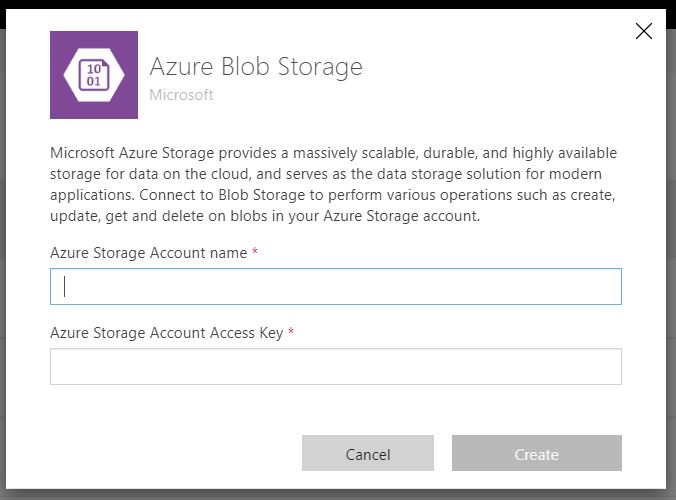 10
01
Azure Blob Storage
Microsoft
Microsoft Azure Storage provides a massively scalable, durable, and highly available
storage for data on the cloud, and serves as the data storage solution for modern
applications. Connect to Blob Storage to perform various operations such as create,
update, get and delete on blobs in your Azure Storage account.
Azure Storage Account name *
Azure Storage Account Access Key *
Cancel
Create